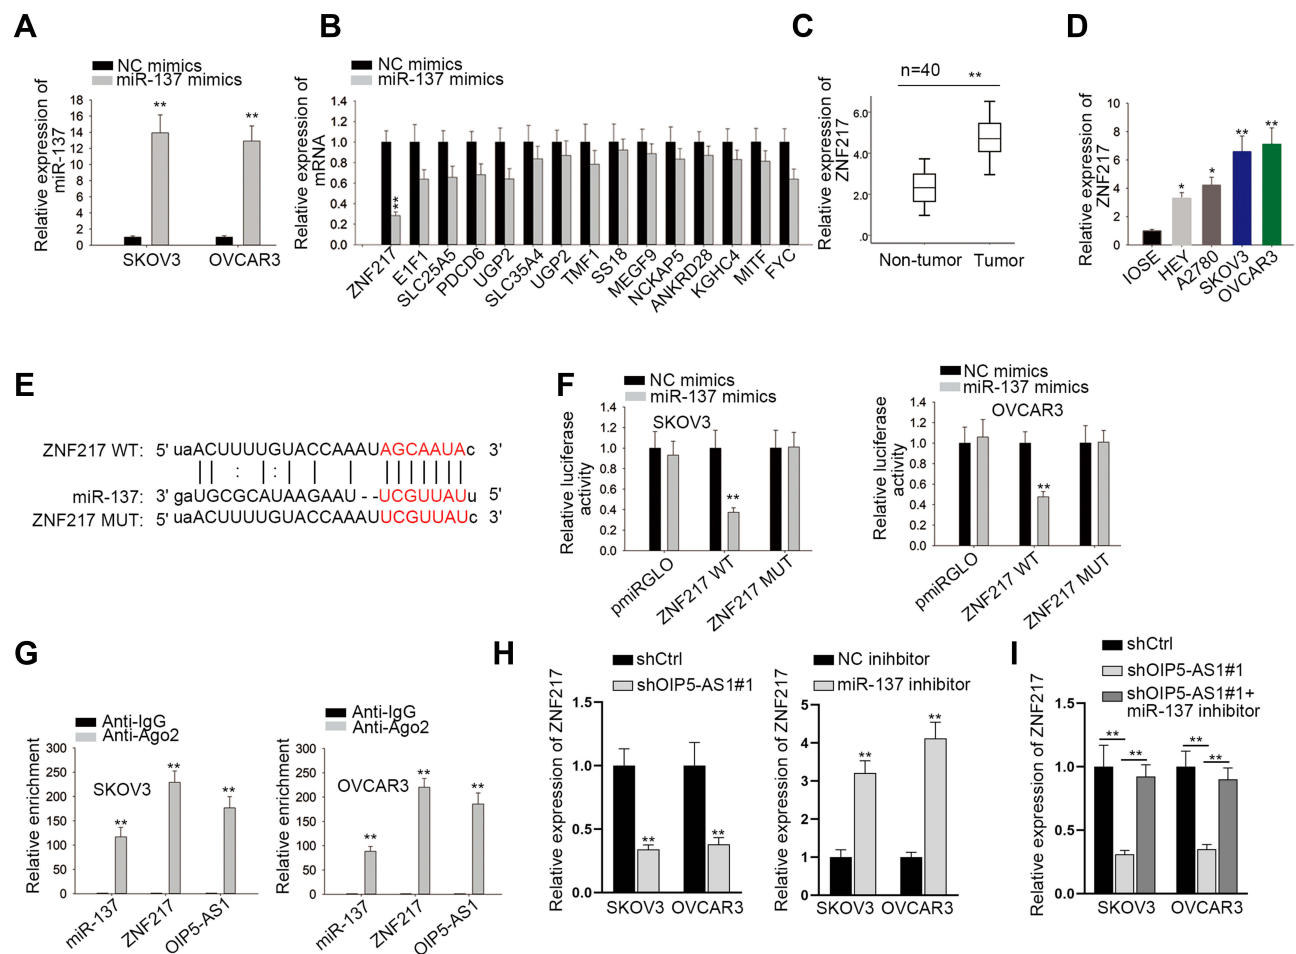 A
NC mimics
miR-137 mimics
Relative expression of
miR-137
18
16
14
12
10
8
6
4
2
0
**
**
SKOV3
OVCAR3
B
NC mimics
miR-137 mimics
Relative expression of
mRNA
1.4
1.2
1.0
0.8
0.6
0.4
0.2
0.0
**
ZNF217
E1F1
SLC25A5
PDCD6
UGP2
SLC35A4
UGP2
TMF1
SS18
MEGF9
NCKAP5
ANKRD28
KGHC4
MITF
FYC
C
n=40
**
Relative expression of
ZNF217
6.0
4.0
2.0
.0
Non-tumor
Tumor
D
Relative expression of
ZNF217
10
8
6
4
2
0
*
*
**
**
IOSE
HEY
A2780
SKOV3
OVCAR3
E
ZNF217 WT: 5' uaACUUUUGUACCAAAUAGCAAUAc 3'
miR-137: 3' gaUGCGCAUAAGAAU--UCGUUAUu 5'
ZNF217 MUT: 5' uaACUUUUGUACCAAAUUCGUUAUc 3'
F
NC mimics
miR-137 mimics
SKOV3
Relative luciferase
activity
1.4
1.2
1.0
0.8
0.6
0.4
0.2
0.0
**
pmiRGLO
ZNF217 WT
ZNF217 MUT
NC mimics
miR-137 mimics
OVCAR3
Relative luciferase
activity
1.4
1.2
1.0
0.8
0.6
0.4
0.2
0.0
**
pmiRGLO
ZNF217 WT
ZNF217 MUT
G
Anti-IgG
Anti-Ago2
SKOV3
Relative enrichment
300
250
200
150
100
50
0
**
**
**
miR-137
ZNF217
OIP5-AS1
Anti-IgG
Anti-Ago2
OVCAR3
Relative enrichment
300
250
200
150
100
50
0
**
**
**
miR-137
ZNF217
OIP5-AS1
H
shCtrl
shOIP5-AS1#1
Relative expression of ZNF217
1.5
1.0
0.5
0.0
**
**
SKOV3
OVCAR3
NC inihbitor
miR-137 inhibitor
Relative expression of ZNF217
5
4
3
2
1
0
**
**
SKOV3
OVCAR3
I
shCtrl
shOIP5-AS1#1
shOIP5-AS1#1+
miR-137 inhibitor
Relative expression of ZNF217
1.5
1.0
0.5
0.0
**
**
**
**
SKOV3
OVCAR3